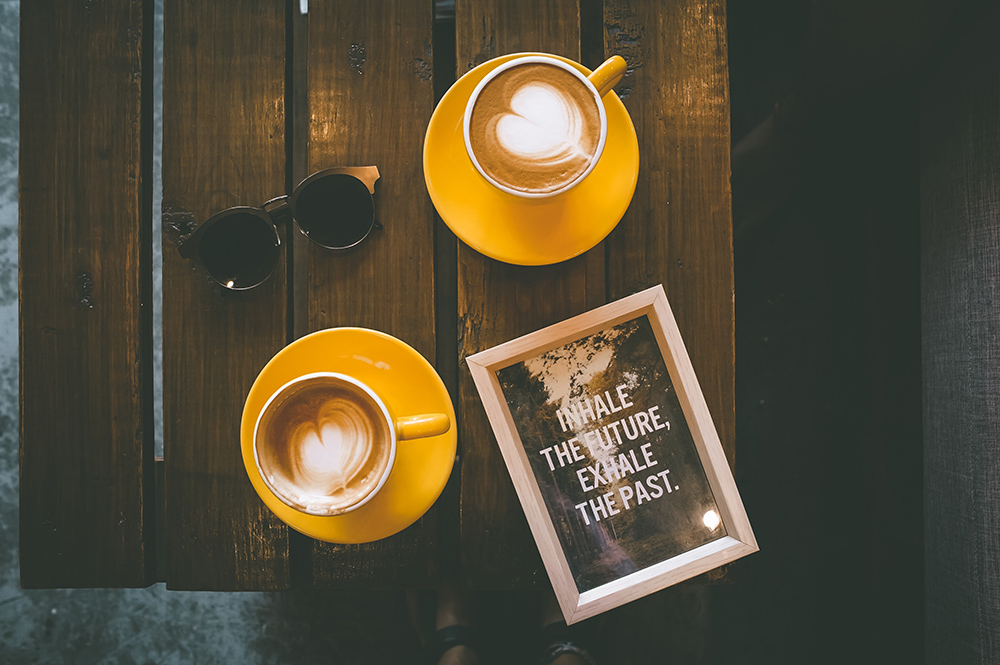 INHALE
THE FUTURE,
EXHALE
THE PAST.